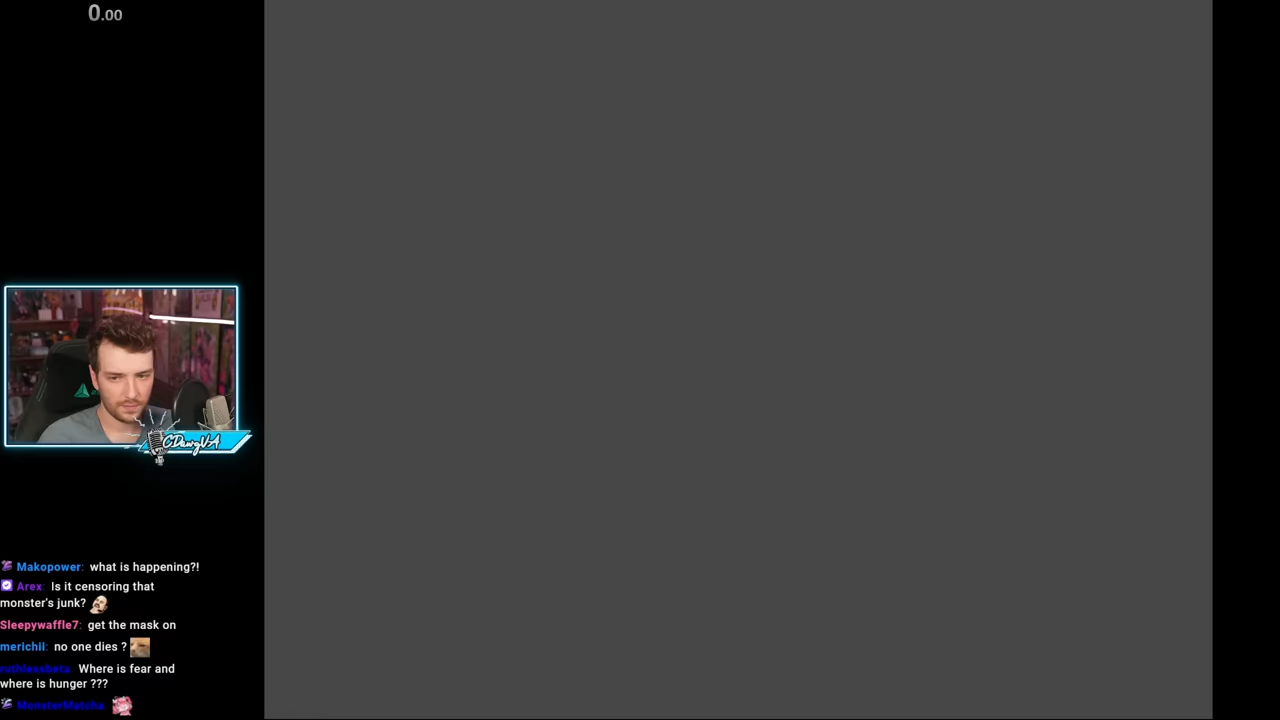 0.00
CDawgVA
Makopower: what is happening?!
Arex: Is it censoring that
monster's junk?
Sleepywaffle7: get the mask on
merichii: no one dies ?
Where is fear and
where is hunger ???
MonsterMatcha